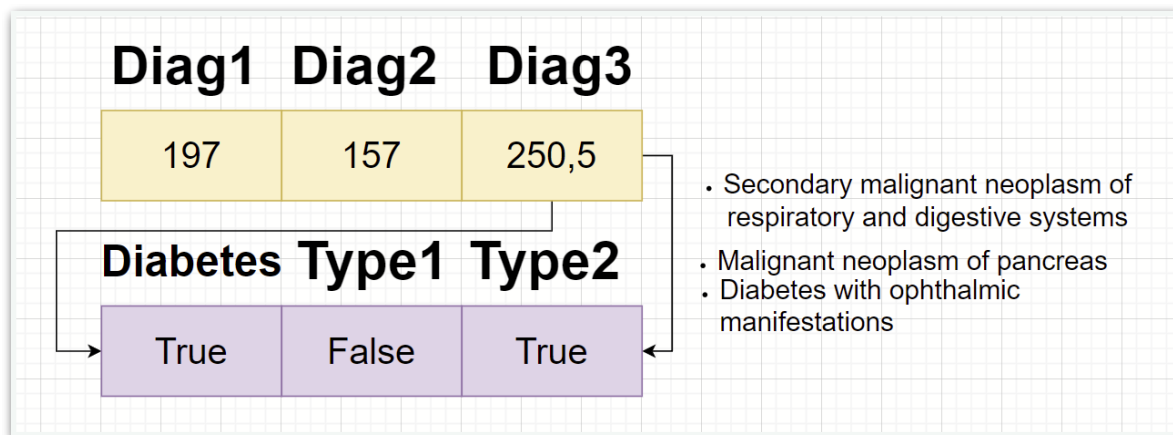 Diag1 Diag2 Diag3
197 157 250,5
• Secondary malignant neoplasm of
respiratory and digestive systems
• Malignant neoplasm of pancreas
• Diabetes with ophthalmic
manifestations
Diabetes Type1 Type2
True False True